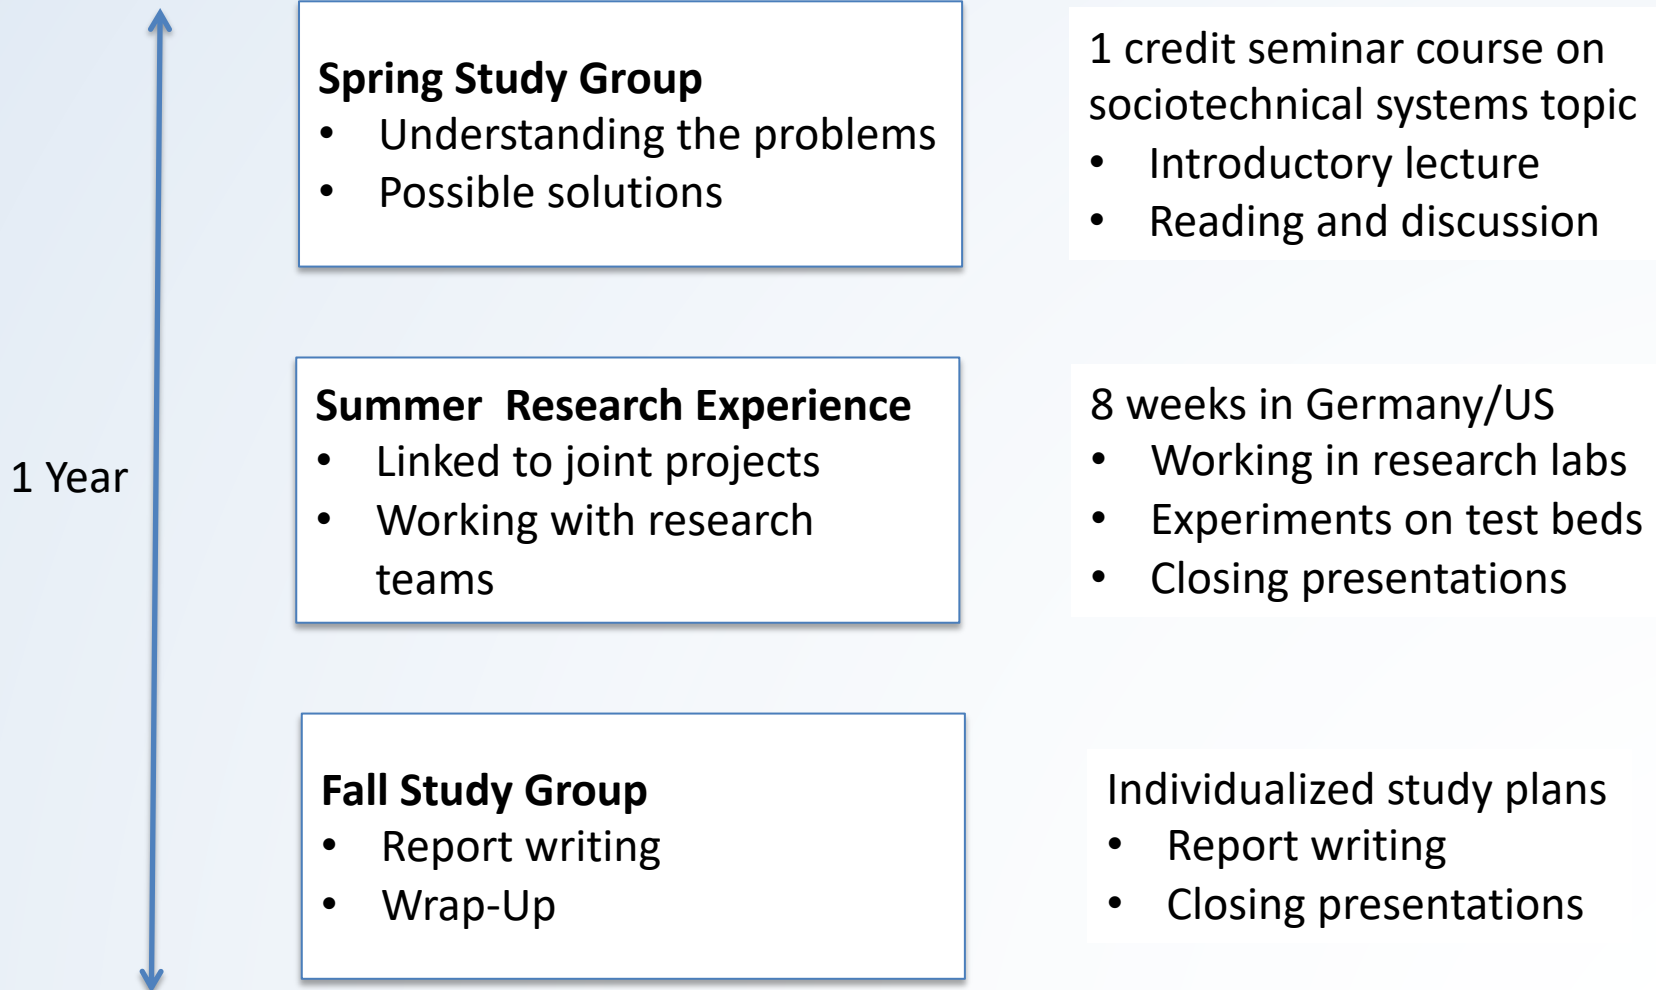 1 Year
Spring Study Group
• Understanding the problems
• Possible solutions
1 credit seminar course on
sociotechnical systems topic
• Introductory lecture
• Reading and discussion
Summer  Research Experience
• Linked to joint projects
• Working with research
teams
8 weeks in Germany/US
• Working in research labs
• Experiments on test beds
• Closing presentations
Fall Study Group
• Report writing
• Wrap-Up
Individualized study plans
• Report writing
• Closing presentations